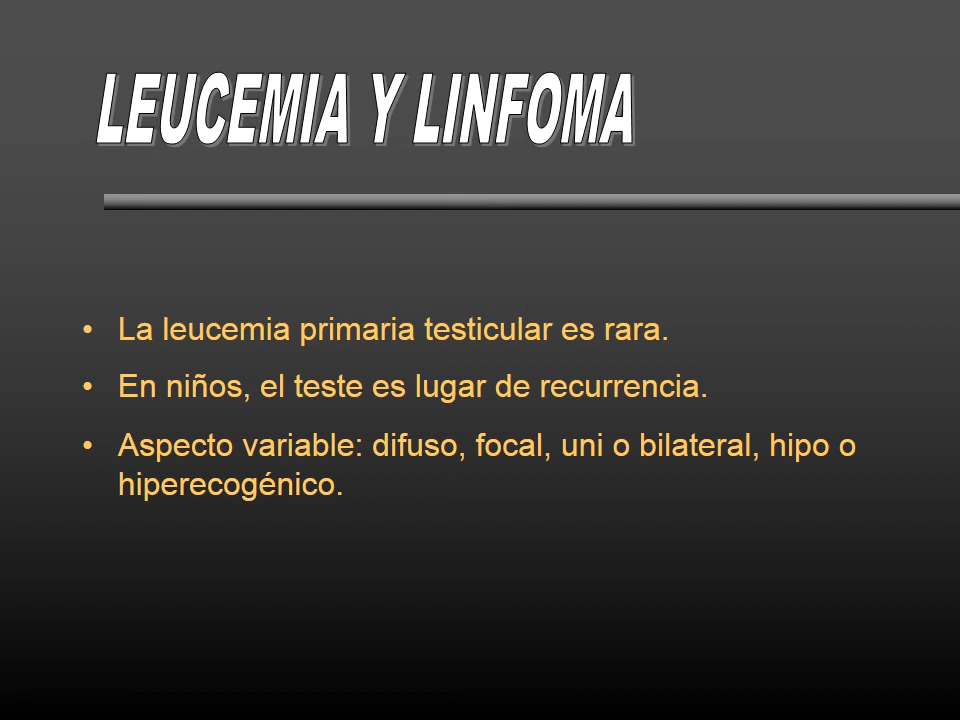 LEUCEMIA Y LINFOMA
• La leucemia primaria testicular es rara.
• En niños, el teste es lugar de recurrencia.
• Aspecto variable: difuso, focal, uni o bilateral, hipo o
hiperecogénico.